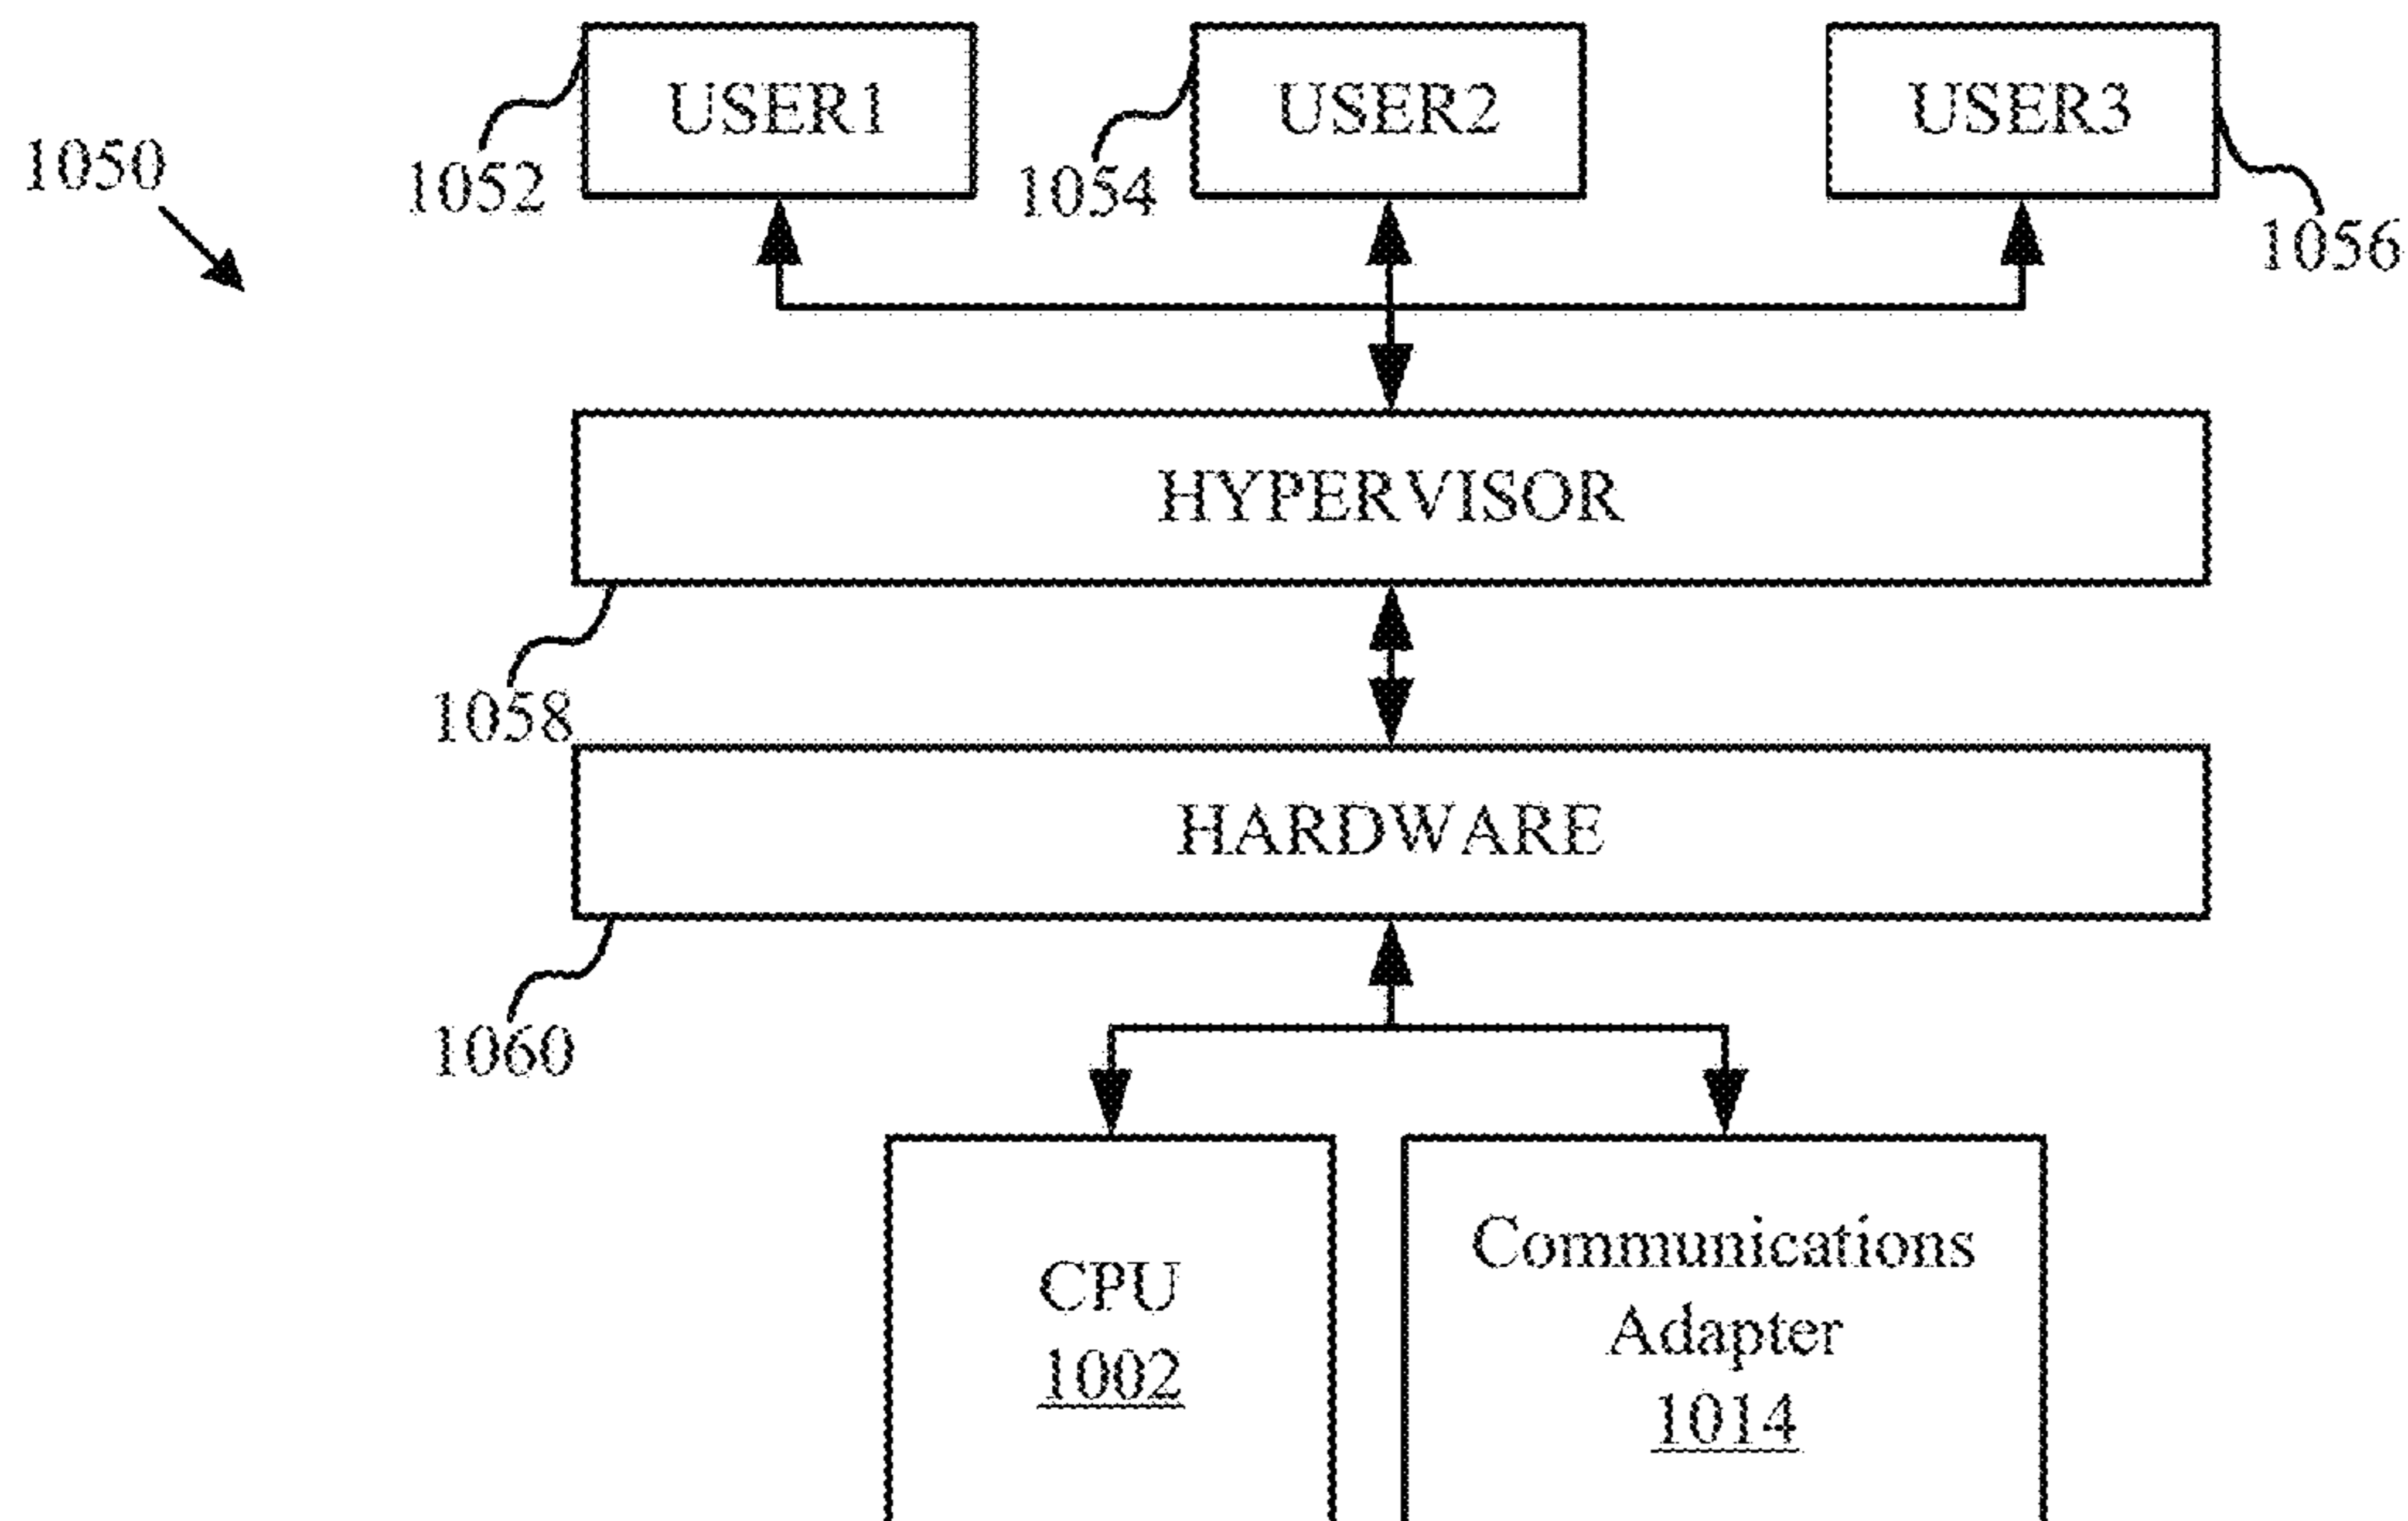 USER1
USER2
USER3
1050
1052
1054
1056
HYPERVISOR
1058
HARDWARE
1060
CPU
1002
Communications
Adapter
1014